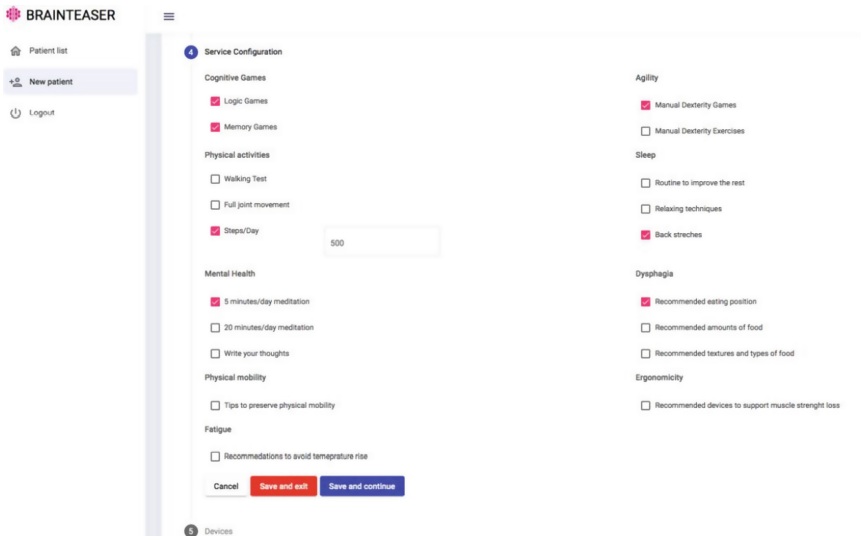 BRAINTEASER
Patient list
New patient
Logout
4 Service Configuration
Cognitive Games
Logic Games
Memory Games
Physical activities
Walking Test
Full joint movement
Steps/Day
500
Mental Health
5 minutes/day meditation
20 minutes/day meditation
Write your thoughts
Physical mobility
Tips to preserve physical mobility
Fatigue
Recommedations to avoid temeprature rise
Agility
Manual Dexterity Games
Manual Dexterity Exercises
Sleep
Routine to improve the rest
Relaxing techniques
Back streches
Dysphagia
Recommended eating position
Recommended amounts of food
Recommended textures and types of food
Ergonomicity
Recommended devices to support muscle strenght loss
Cancel Save and exit Save and continue
5 Devices